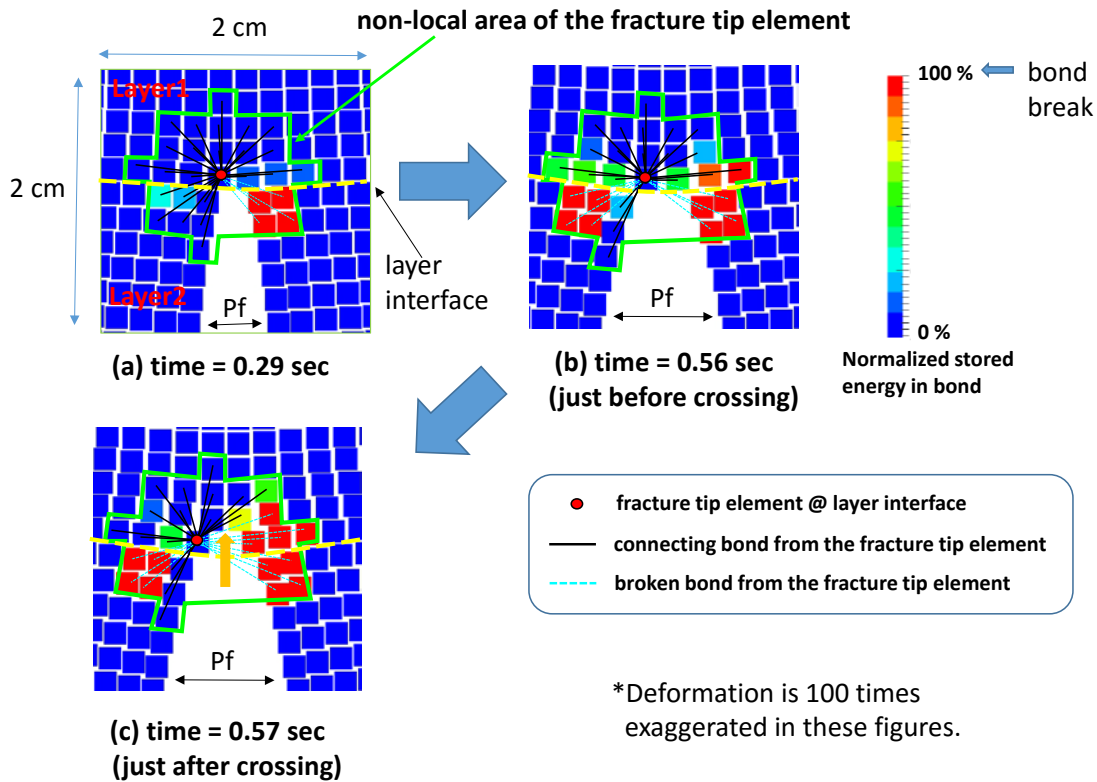 non-local area of the fracture tip element
2 cm
2 cm
Layer1
Layer2
Pf
layer
interface
(a) time = 0.29 sec
Pf
(b) time = 0.56 sec
(just before crossing)
100 %
bond
break
0 %
Normalized stored
energy in bond
Pf
(c) time = 0.57 sec
(just after crossing)
fracture tip element @ layer interface
connecting bond from the fracture tip element
broken bond from the fracture tip element
*Deformation is 100 times
exaggerated in these figures.